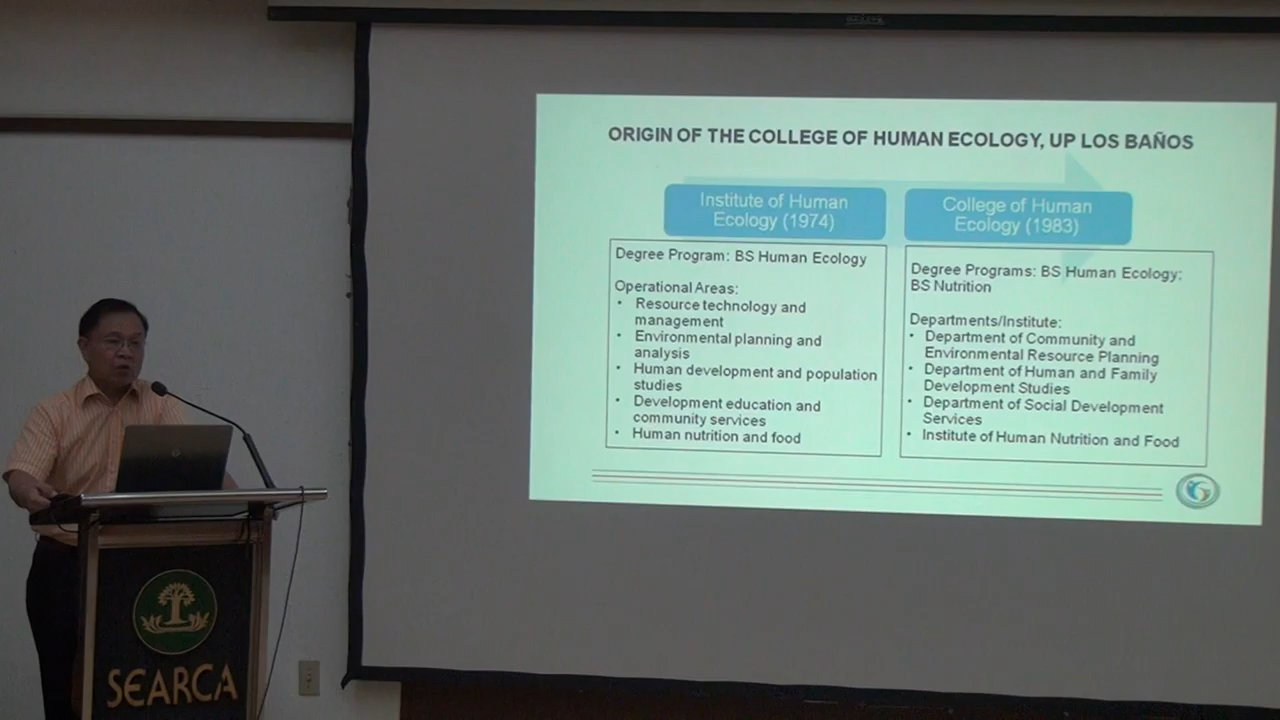 ORIGIN OF THE COLLEGE OF HUMAN ECOLOGY, UP LOS BAÑOS
Institute of Human
Ecology (1974)
Degree Program: BS Human Ecology
Operational Areas:
• Resource technology and
management
• Environmental planning and
analysis
• Human development and population
studies
• Development education and
community services
• Human nutrition and food
College of Human
Ecology (1983)
Degree Programs: BS Human Ecology;
BS Nutrition
Departments/Institute:
• Department of Community and
Environmental Resource Planning
• Department of Human and Family
Development Studies
• Department of Social Development
Services
• Institute of Human Nutrition and Food
SEARCA